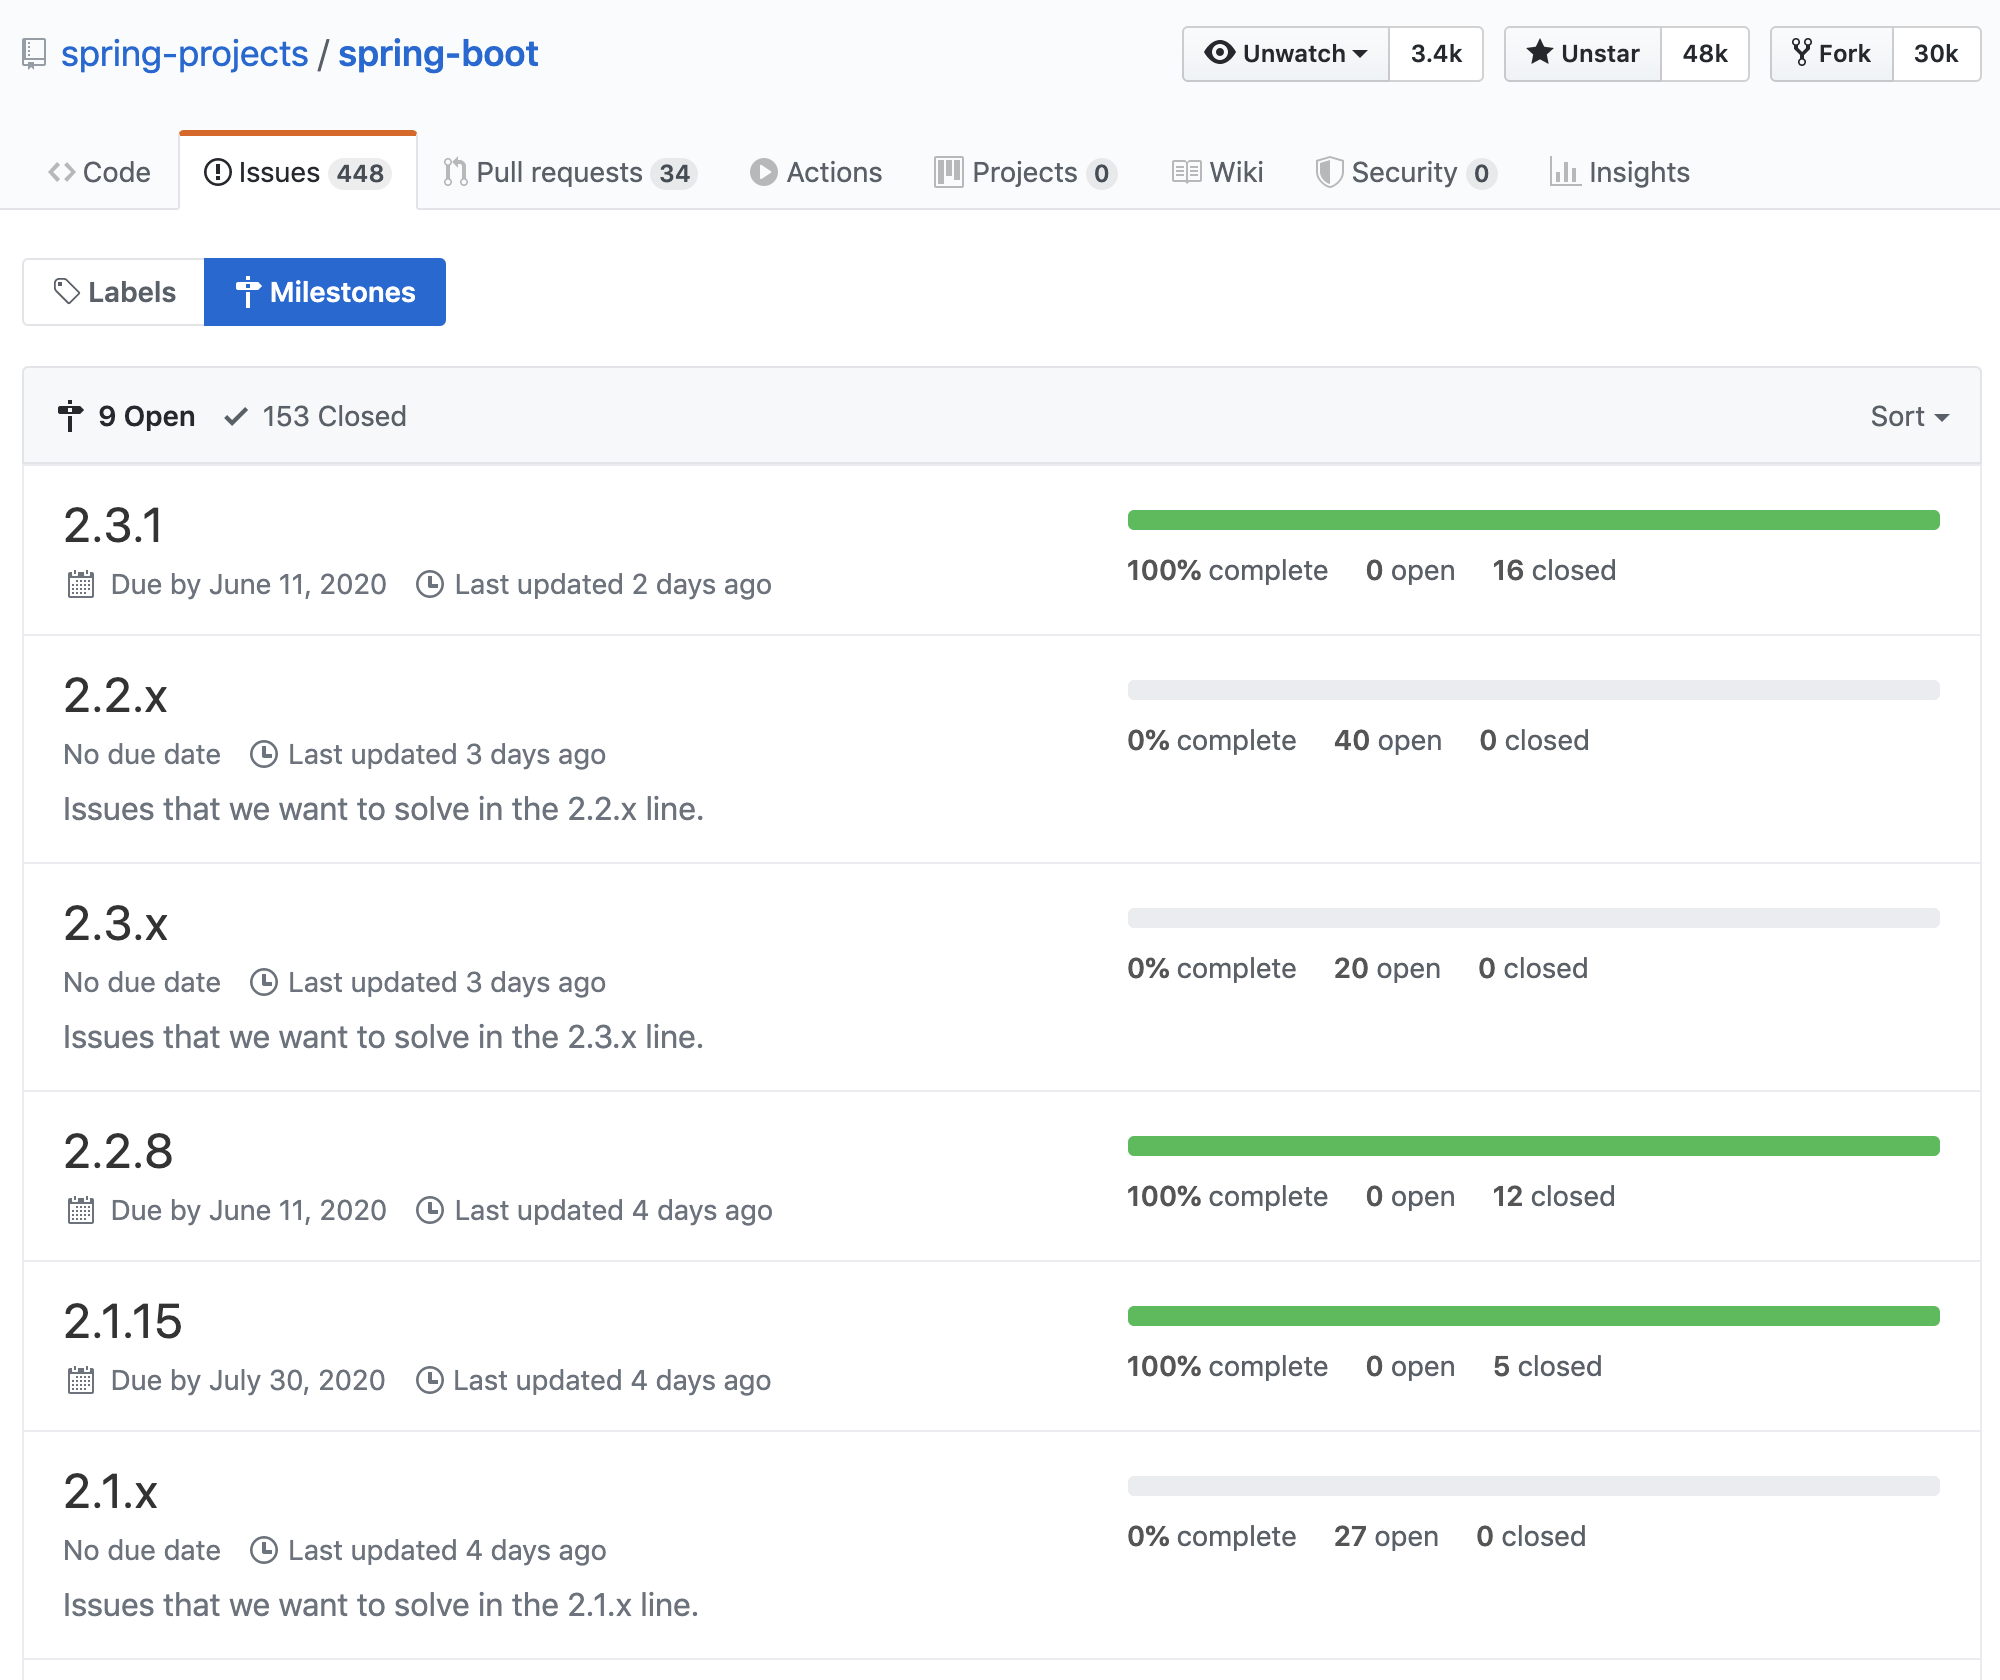 spring-projects / spring-boot
Unwatch 3.4k Unstar 48k Fork 30k
Code Issues 448 Pull requests 34 Actions Projects 0 Wiki Security 0 Insights
Labels Milestones
9 Open 153 Closed Sort
2.3.1
Due by June 11, 2020 Last updated 2 days ago
100% complete 0 open 16 closed
2.2.x
No due date Last updated 3 days ago
Issues that we want to solve in the 2.2.x line.
0% complete 40 open 0 closed
2.3.x
No due date Last updated 3 days ago
Issues that we want to solve in the 2.3.x line.
0% complete 20 open 0 closed
2.2.8
Due by June 11, 2020 Last updated 4 days ago
100% complete 0 open 12 closed
2.1.15
Due by July 30, 2020 Last updated 4 days ago
100% complete 0 open 5 closed
2.1.x
No due date Last updated 4 days ago
Issues that we want to solve in the 2.1.x line.
0% complete 27 open 0 closed